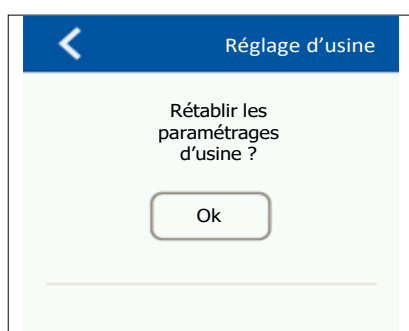 Réglage d’usine
Rétablir les
paramétrages
d’usine ?
Ok